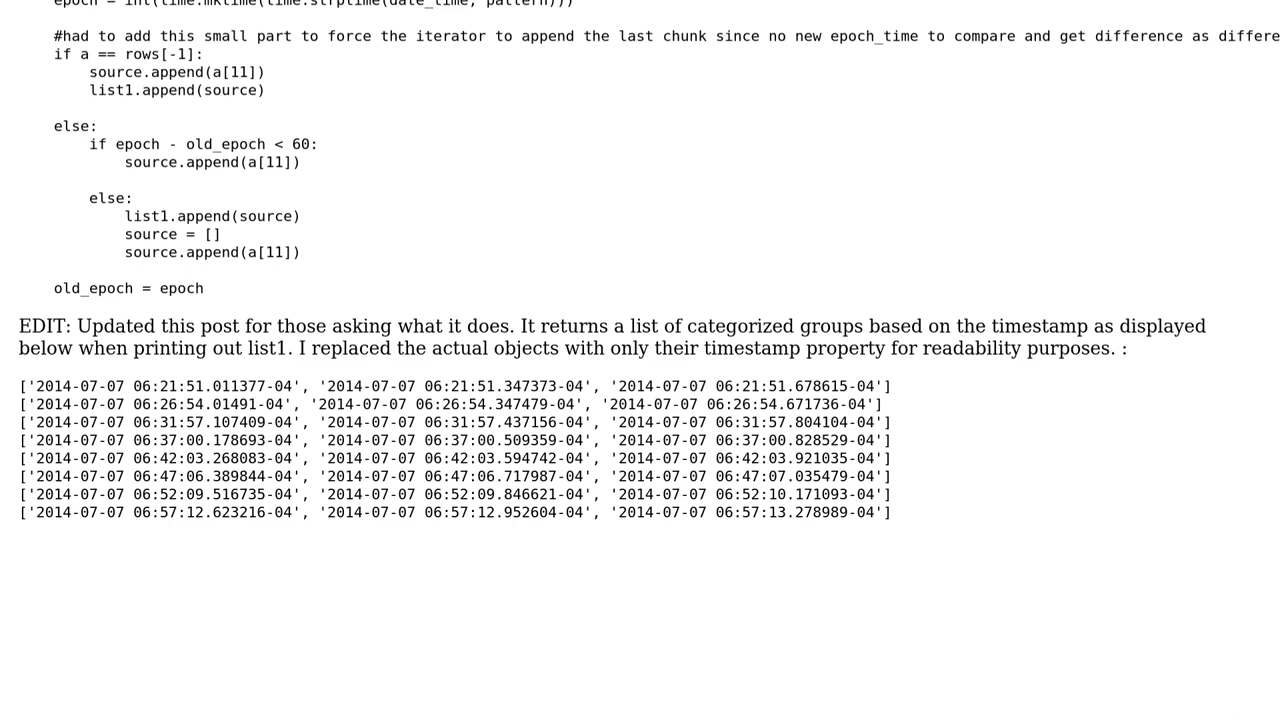 epoch = int(time.mktime(time.strptime(date_time, pattern)))
#had to add this small part to force the iterator to append the last chunk since no new epoch_time to compare and get difference as
if a == rows[-1]:
source.append(a[11])
list1.append(source)
else:
if epoch - old_epoch < 60:
source.append(a[11])
else:
list1.append(source)
source = []
source.append(a[11])
old_epoch = epoch
EDIT: Updated this post for those asking what it does. It returns a list of categorized groups based on the timestamp as displayed
below when printing out list1. I replaced the actual objects with only their timestamp property for readability purposes. :
['2014-07-07 06:21:51.011377-04', '2014-07-07 06:21:51.347373-04', '2014-07-07 06:21:51.678615-04']
['2014-07-07 06:26:54.01491-04', '2014-07-07 06:26:54.347479-04', '2014-07-07 06:26:54.671736-04']
['2014-07-07 06:31:57.107409-04', '2014-07-07 06:31:57.437156-04', '2014-07-07 06:31:57.804104-04']
['2014-07-07 06:37:00.178693-04', '2014-07-07 06:37:00.509359-04', '2014-07-07 06:37:00.828529-04']
['2014-07-07 06:42:03.268083-04', '2014-07-07 06:42:03.594742-04', '2014-07-07 06:42:03.921035-04']
['2014-07-07 06:47:06.389844-04', '2014-07-07 06:47:06.717987-04', '2014-07-07 06:47:07.035479-04']
['2014-07-07 06:52:09.516735-04', '2014-07-07 06:52:09.846621-04', '2014-07-07 06:52:10.171093-04']
['2014-07-07 06:57:12.623216-04', '2014-07-07 06:57:12.952604-04', '2014-07-07 06:57:13.278989-04']